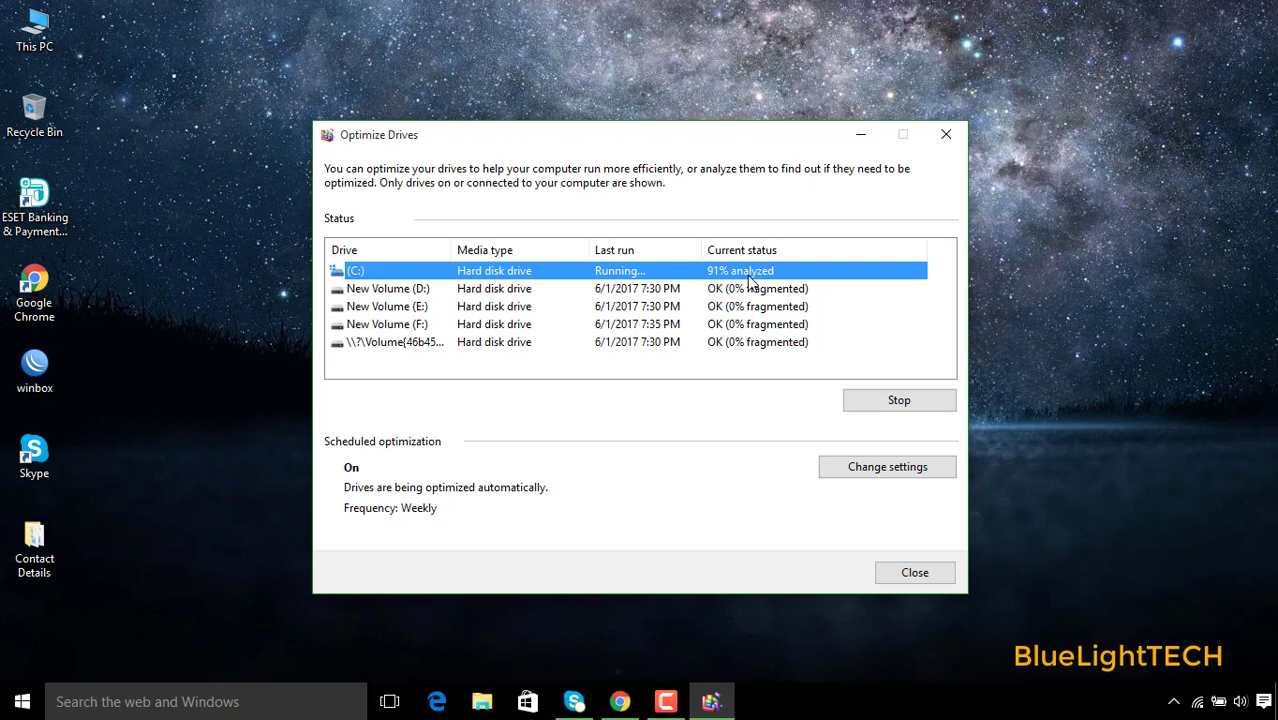 This PC
Recycle Bin
ESET Banking
& Payment...
Google
Chrome
winbox
Skype
Contact
Details
Optimize Drives
You can optimize your drives to help your computer run more efficiently, or analyze them to find out if they need to be
optimized. Only drives on or connected to your computer are shown.
Status
Drive Media type Last run Current status
(C:) Hard disk drive Running... 91% analyzed
New Volume (D:) Hard disk drive 6/1/2017 7:30 PM OK (0% fragmented)
New Volume (E:) Hard disk drive 6/1/2017 7:30 PM OK (0% fragmented)
New Volume (F:) Hard disk drive 6/1/2017 7:35 PM OK (0% fragmented)
\\?\Volume{46b45... Hard disk drive 6/1/2017 7:30 PM OK (0% fragmented)
Stop
Scheduled optimization
On
Change settings
Drives are being optimized automatically.
Frequency: Weekly
Close
BlueLightTECH
Search the web and Windows